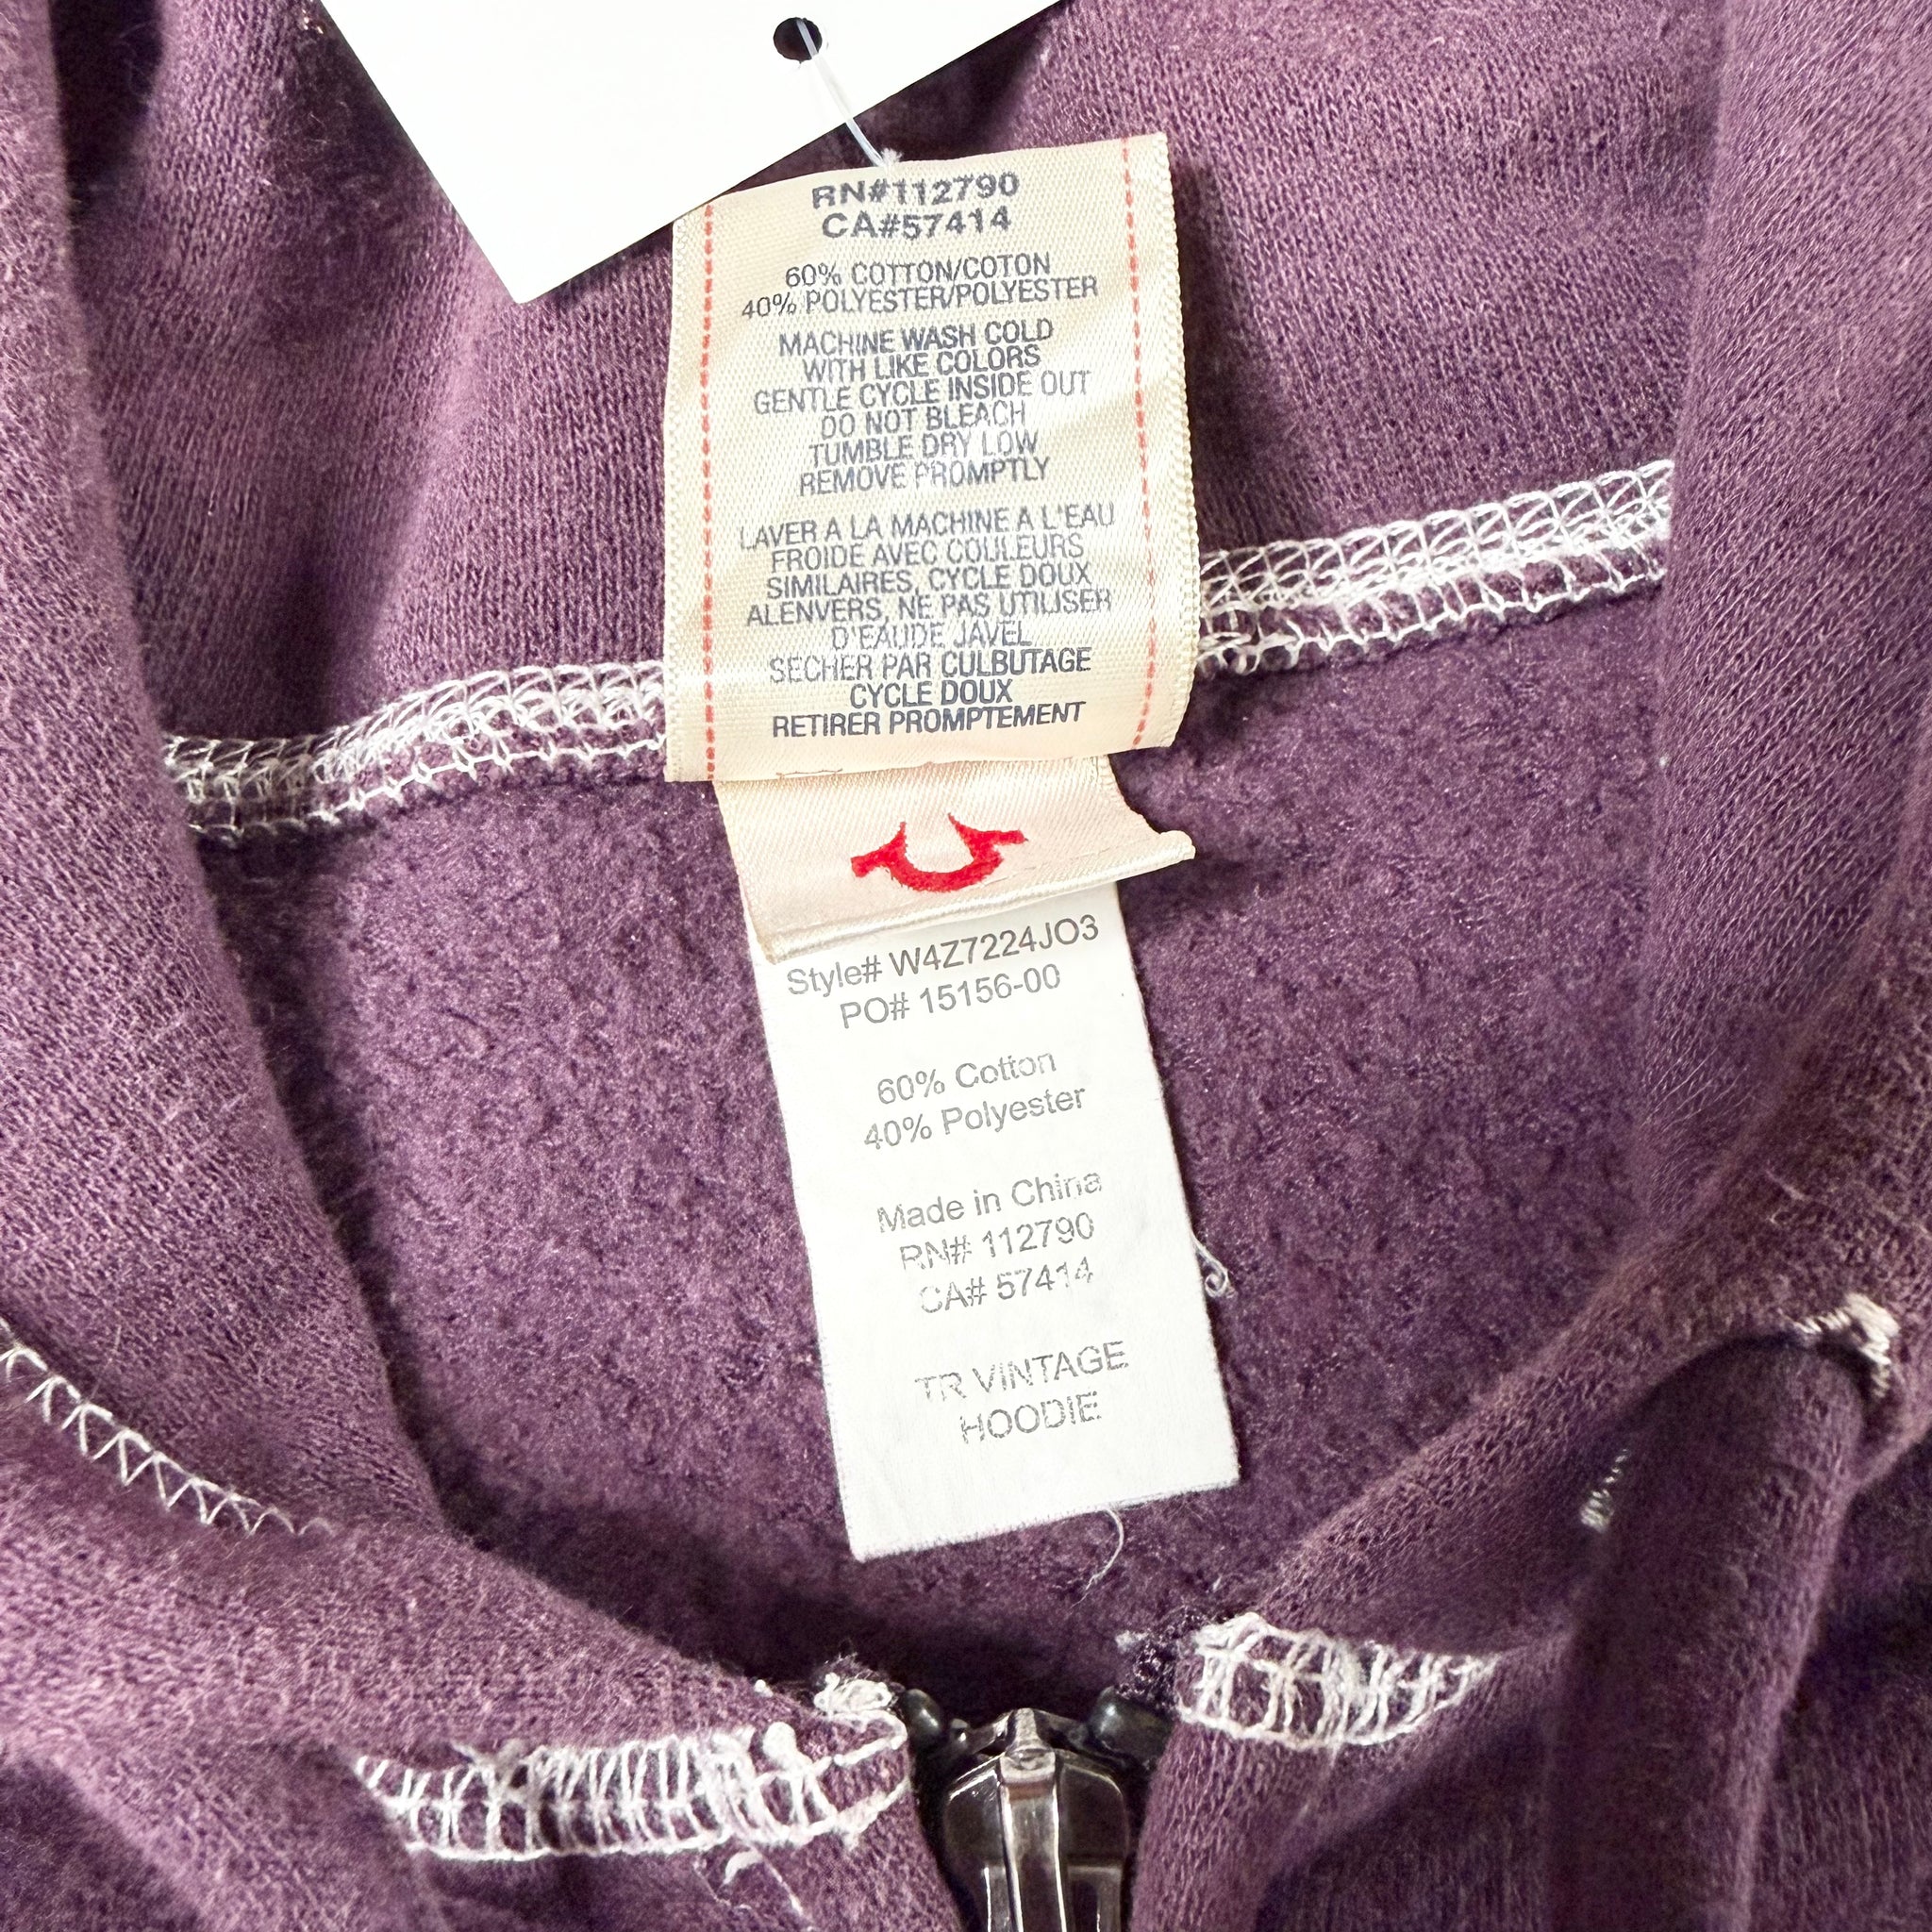 RN#112790
CA#57414
60% COTTON/COTON
40% POLYESTER/POLYESTER
MACHINE WASH COLD
WITH LIKE COLORS
GENTLE CYCLE INSIDE OUT
DO NOT BLEACH
TUMBLE DRY LOW
REMOVE PROMPTLY
LAVER A LA MACHINE A L'EAU
FROIDE AVEC COULEURS
SIMILAIRES, CYCLE DOUX
ALENVERS, NE PAS UTILISER
D'EAUDE JAVEL
SECHER PAR CULBUTAGE
CYCLE DOUX
RETIRER PROMPTEMENT
Style# W4Z7224JO3
PO# 15156-00
60% Cotton
40% Polyester
Made in China
RN# 112790
CA# 57414
TR VINTAGE
HOODIE